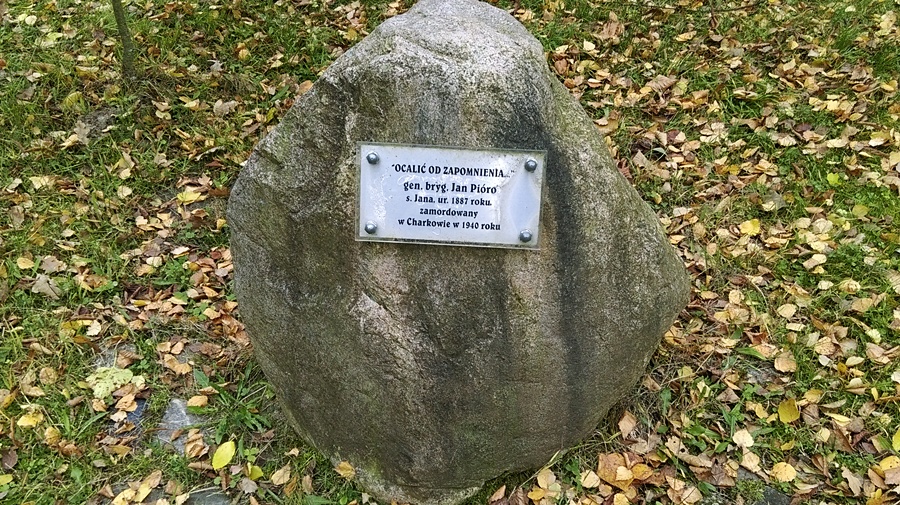 "OCALIĆ OD ZAPOMNIENIA..."
gen. bryg. Jan Pióro
s. Jana, ur. 1887 roku
zamordowany
w Charkowie w 1940 roku